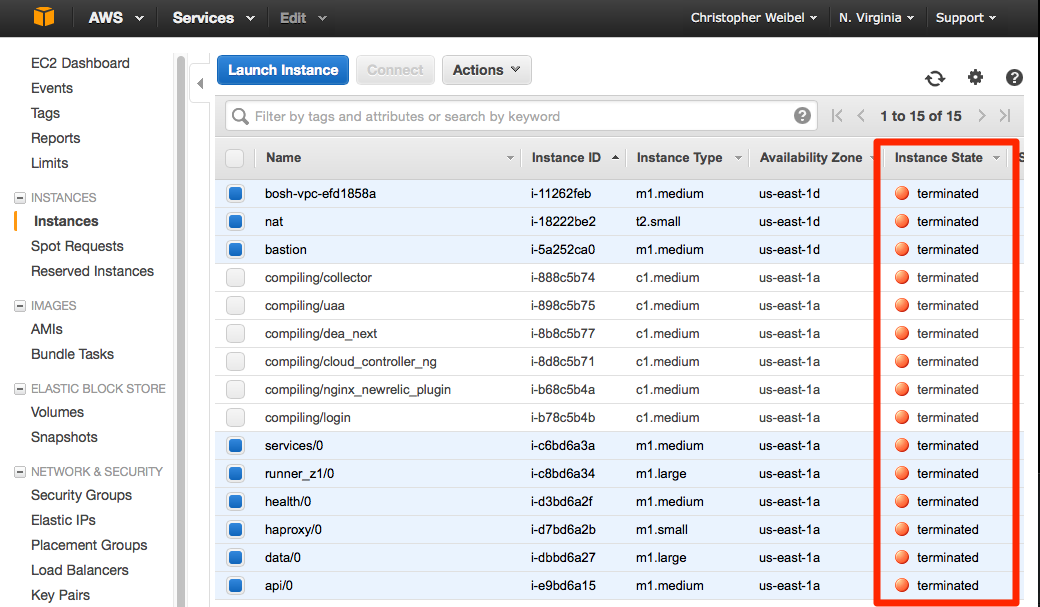 AWS Services Edit Christopher Weibel N. Virginia Support
EC2 Dashboard
Events
Tags
Reports
Limits
INSTANCES
Instances
Spot Requests
Reserved Instances
IMAGES
AMIs
Bundle Tasks
ELASTIC BLOCK STORE
Volumes
Snapshots
NETWORK & SECURITY
Security Groups
Elastic IPs
Placement Groups
Load Balancers
Key Pairs
Launch Instance Connect Actions
Filter by tags and attributes or search by keyword 1 to 15 of 15
Name Instance ID Instance Type Availability Zone Instance State
bosh-vpc-efd1858a i-11262feb m1.medium us-east-1d terminated
nat i-18222be2 t2.small us-east-1d terminated
bastion i-5a252ca0 m1.medium us-east-1d terminated
compiling/collector i-888c5b74 c1.medium us-east-1a terminated
compiling/uaa i-898c5b75 c1.medium us-east-1a terminated
compiling/dea_next i-8b8c5b77 c1.medium us-east-1a terminated
compiling/cloud_controller_ng i-8d8c5b71 c1.medium us-east-1a terminated
compiling/nginx_newrelic_plugin i-b68c5b4a c1.medium us-east-1a terminated
compiling/login i-b78c5b4b c1.medium us-east-1a terminated
services/0 i-c6bd6a3a m1.medium us-east-1a terminated
runner_z1/0 i-c8bd6a34 m1.large us-east-1a terminated
health/0 i-d3bd6a2f m1.medium us-east-1a terminated
haproxy/0 i-d7bd6a2b m1.small us-east-1a terminated
data/0 i-dbbd6a27 m1.large us-east-1a terminated
api/0 i-e9bd6a15 m1.medium us-east-1a terminated